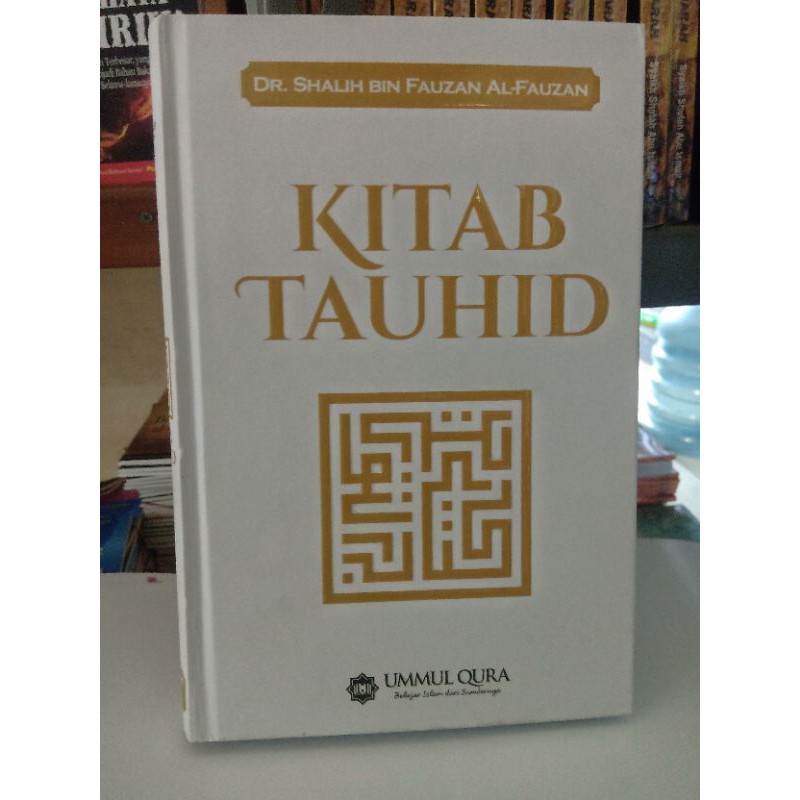 DR. SHALIH BIN FAUZAN AL-FAUZAN
KITAB
TAUHID
UMMUL QURA
Belajar Islam dari Sumbernya